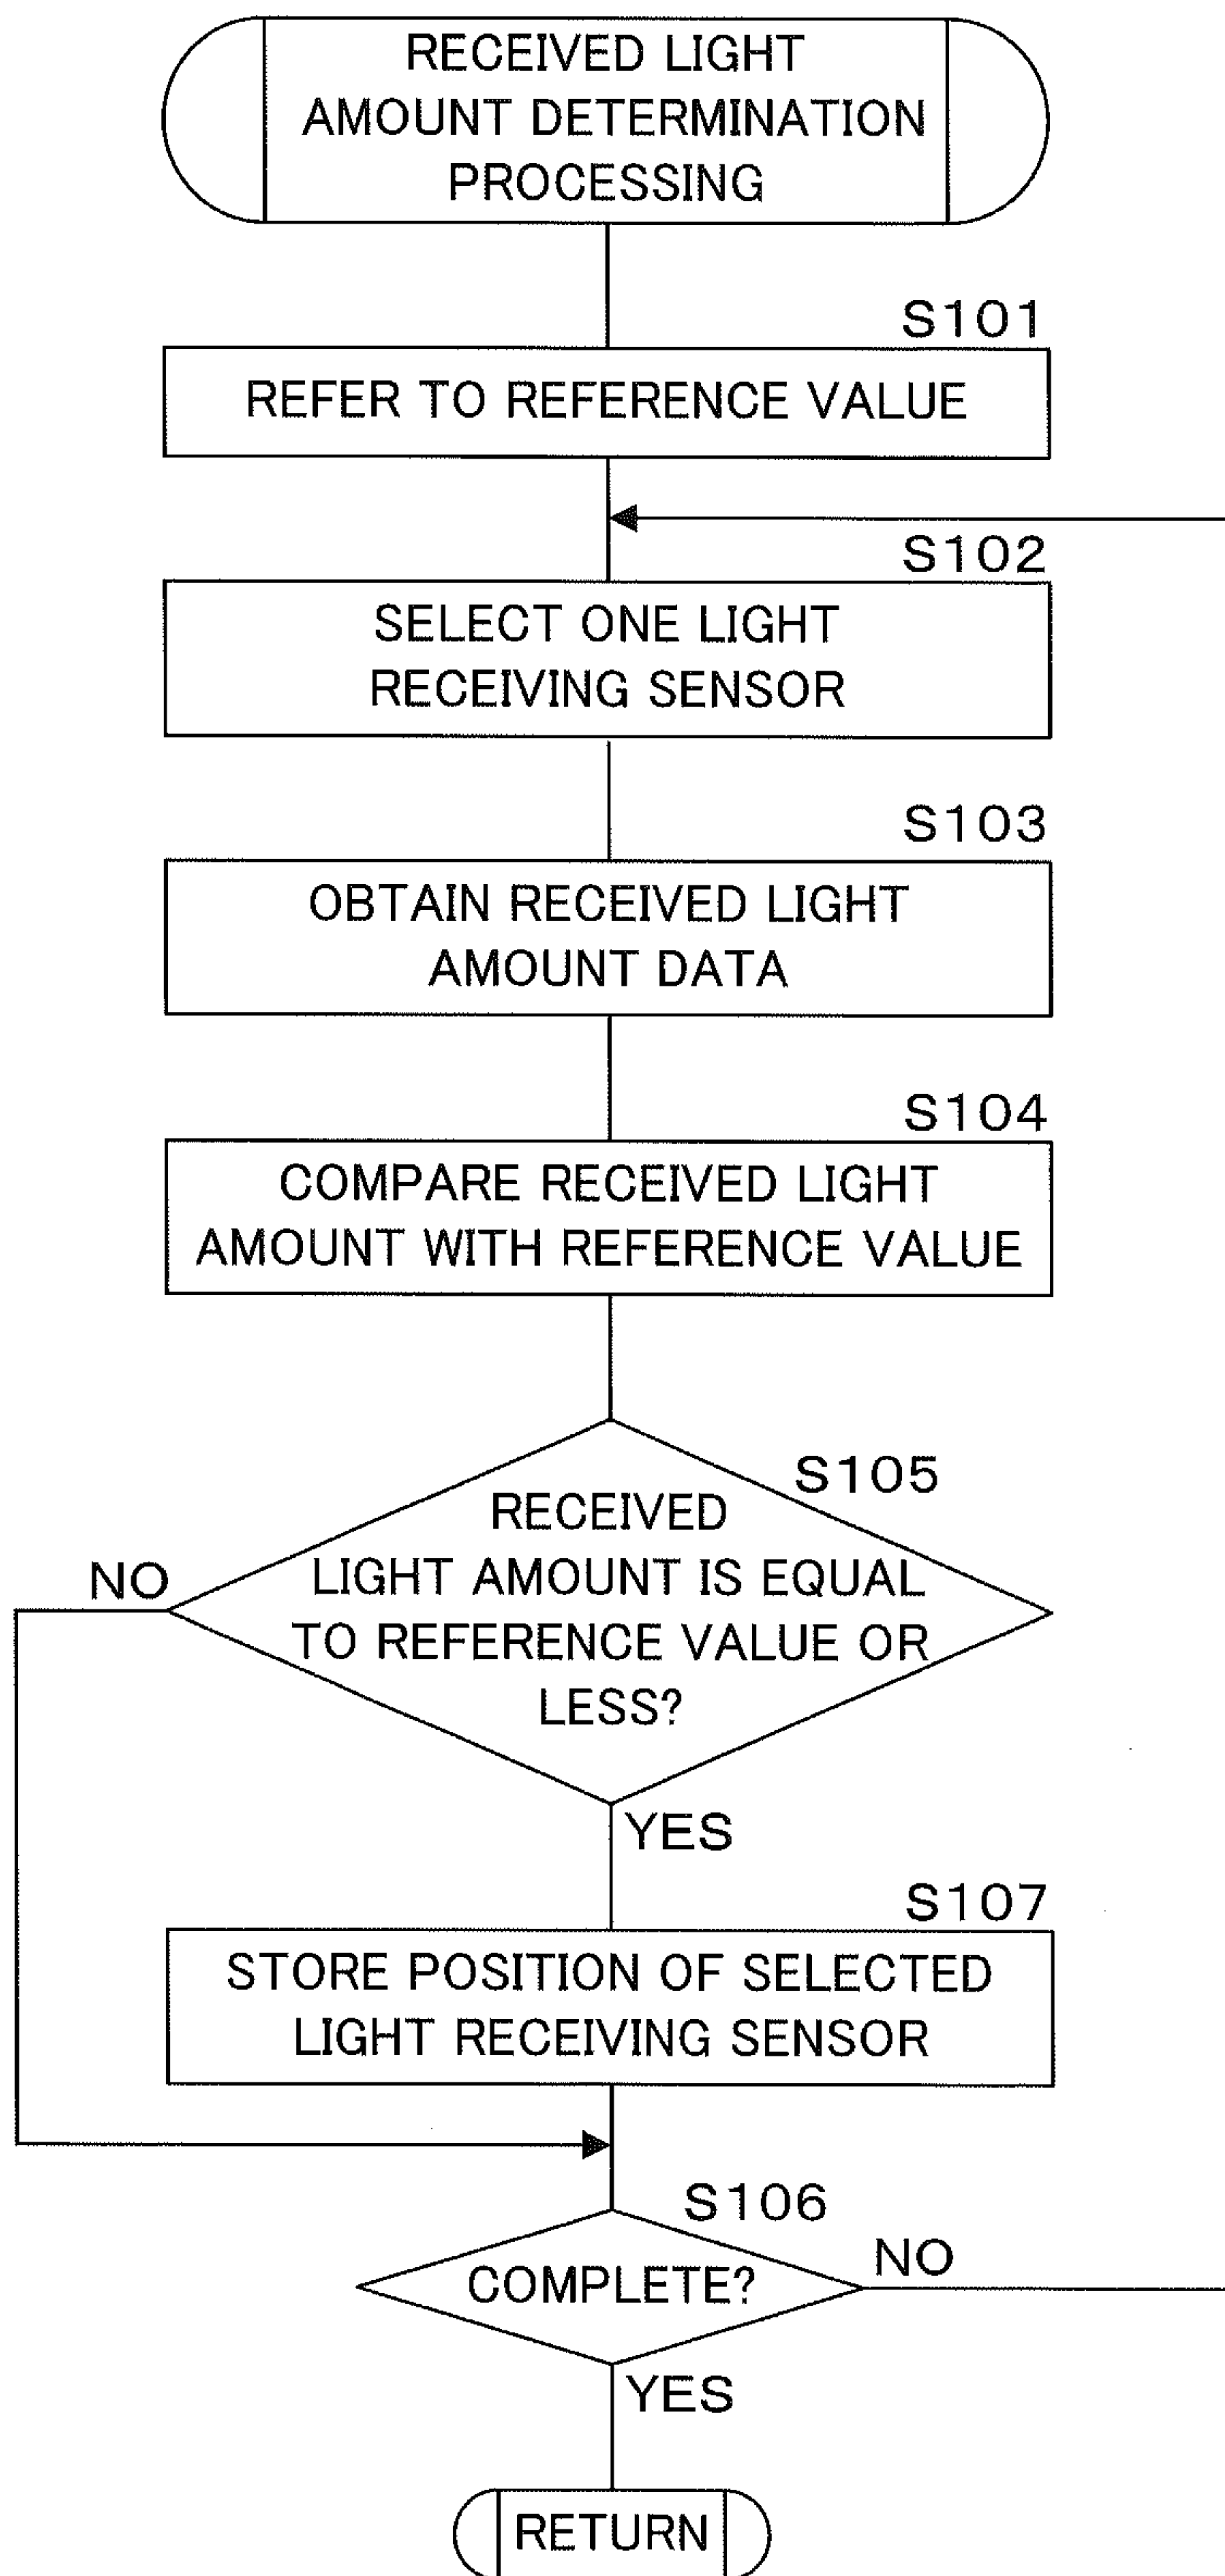 RECEIVED LIGHT
AMOUNT DETERMINATION
PROCESSING
S101
REFER TO REFERENCE VALUE
S102
SELECT ONE LIGHT
RECEIVING SENSOR
S103
OBTAIN RECEIVED LIGHT
AMOUNT DATA
S104
COMPARE RECEIVED LIGHT
AMOUNT WITH REFERENCE VALUE
S105
RECEIVED
NO
LIGHT AMOUNT IS EQUAL
TO REFERENCE VALUE OR
LESS?
YES
S107
STORE POSITION OF SELECTED
LIGHT RECEIVING SENSOR
S106
NO
COMPLETE?
YES
RETURN